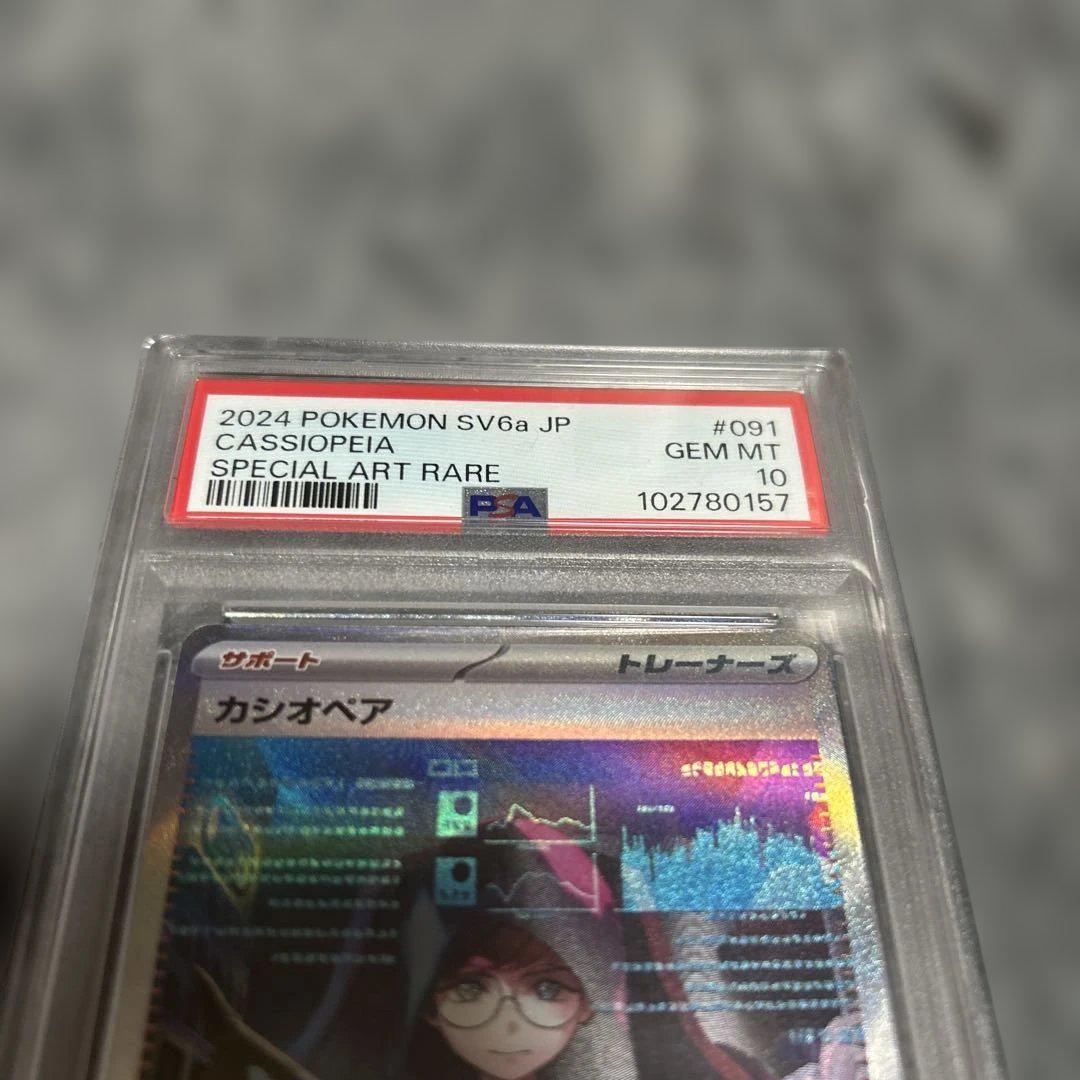 2024 POKEMON SV6a JP #091
CASSIOPEIA GEM MT
SPECIAL ART RARE 10
PSA 102780157
サポート トレーナーズ
カシオペア